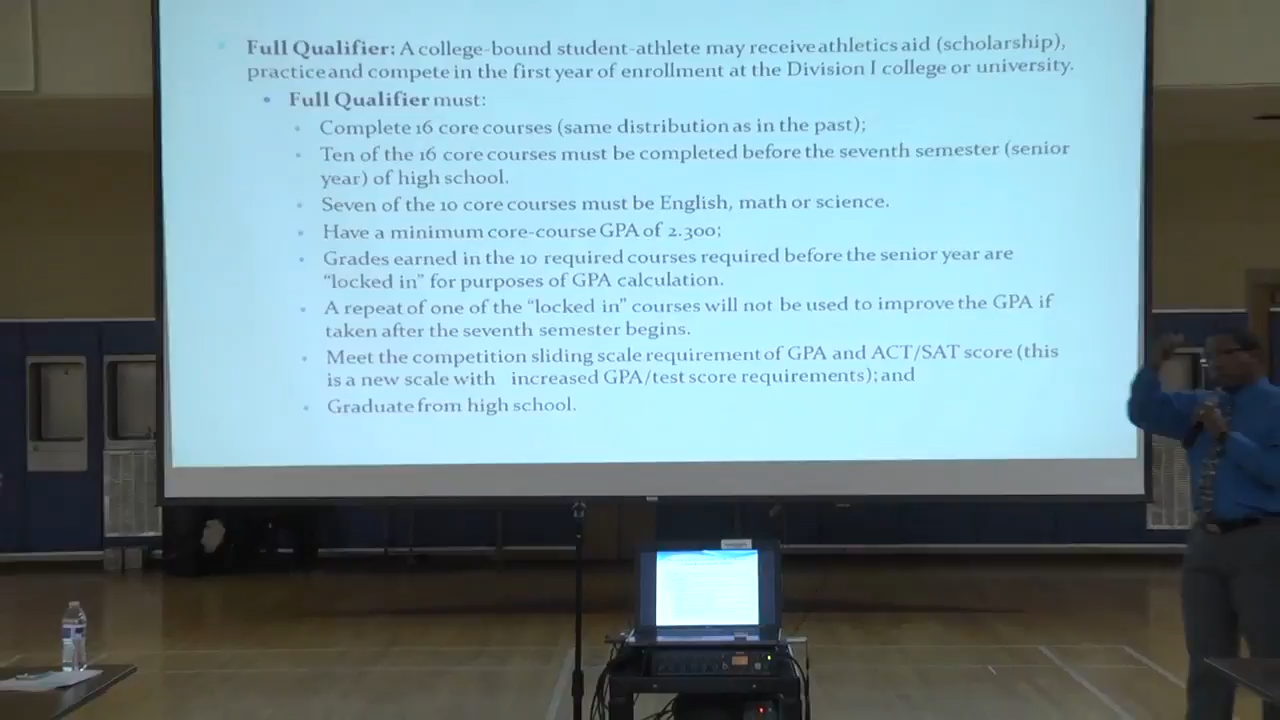 Full Qualifier: A college-bound student-athlete may receive athletics aid (scholarship),
practice and compete in the first year of enrollment at the Division I college or university.
Full Qualifier must:
Complete 16 core courses (same distribution as in the past);
Ten of the 16 core courses must be completed before the seventh semester (senior
year) of high school.
Seven of the 10 core courses must be English, math or science.
Have a minimum core-course GPA of 2.300;
Grades earned in the 10 required courses required before the senior year are
"locked in" for purposes of GPA calculation.
A repeat of one of the "locked in" courses will not be used to improve the GPA if
taken after the seventh semester begins.
Meet the competition sliding scale requirement of GPA and ACT/SAT score (this
is a new scale with increased GPA/test score requirements); and
Graduate from high school.